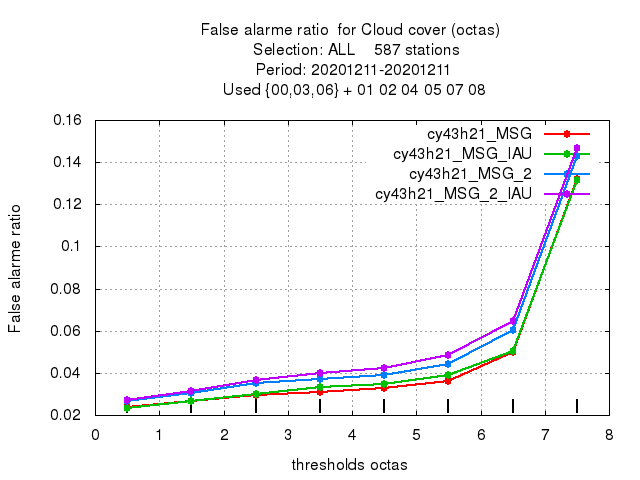 False alarme ratio  for Cloud cover (octas)
Selection: ALL    587 stations
Period: 20201211-20201211
Used {00,03,06} + 01 02 04 05 07 08
0.16
0.14
0.12
0.1
0.08
0.06
0.04
0.02
False alarme ratio
cy43h21_MSG
cy43h21_MSG_IAU
cy43h21_MSG_2
cy43h21_MSG_2_IAU
0 1 2 3 4 5 6 7 8
thresholds octas